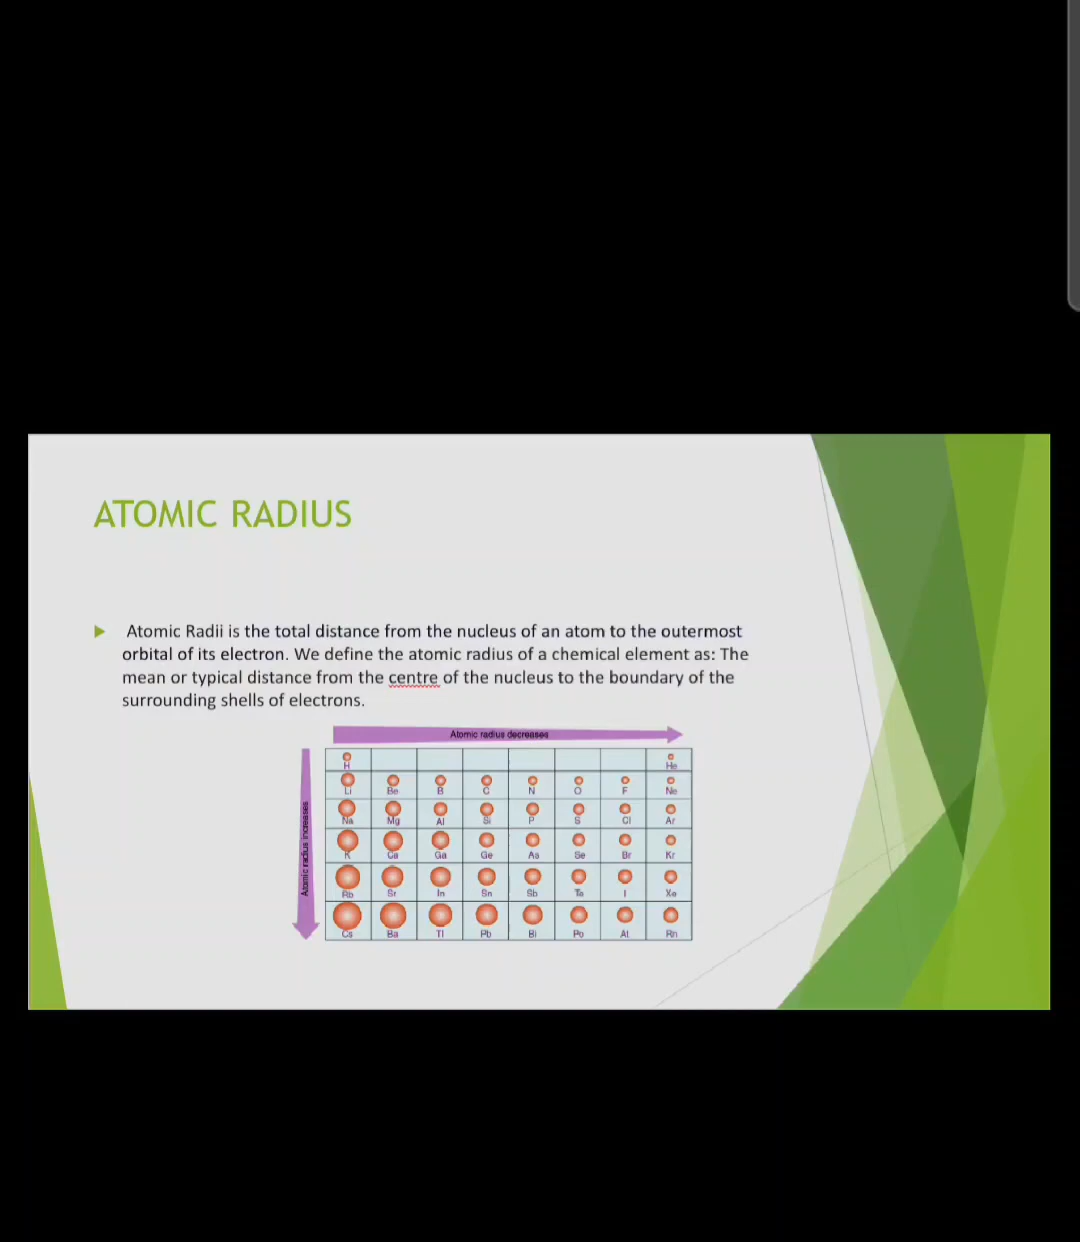 ATOMIC RADIUS
Atomic Radii is the total distance from the nucleus of an atom to the outermost
orbital of its electron. We define the atomic radius of a chemical element as: The
mean or typical distance from the centre of the nucleus to the boundary of the
surrounding shells of electrons.
Atomic radius decreases
Atomic radius increases
H He
Li Be B C N O F Ne
Na Mg Al Si P S Cl Ar
K Ca Ga Ge As Se Br Kr
Rb Sr In Sn Sb Te I Xe
Cs Ba Tl Pb Bi Po At Rn